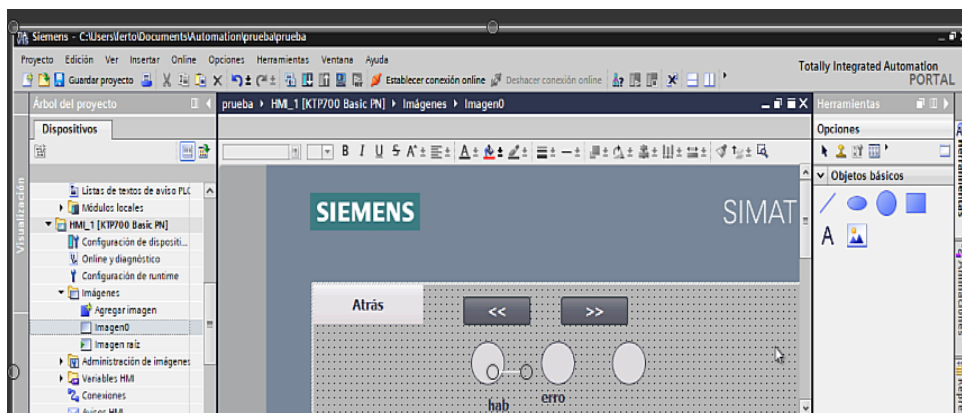 Siemens - C:\Users\ferto\Documents\Automation\prueba\prueba
Proyecto Edición Ver Insertar Online Opciones Herramientas Ventana Ayuda
Totally Integrated Automation
PORTAL
Guardar proyecto
Establecer conexión online
Deshacer conexión online
Árbol del proyecto
prueba ▸ HMI_1 [KTP700 Basic PN] ▸ Imágenes ▸ Imagen0
Herramientas
Dispositivos
Opciones
B I U S A
Visualización
Listas de textos de aviso PLC
Módulos locales
HMI_1 [KTP700 Basic PN]
Configuración de dispositi...
Online y diagnóstico
Configuración de runtime
Imágenes
Agregar imagen
Imagen0
Imagen raíz
Administración de imágenes
Variables HMI
Conexiones
Avisos HMI
SIEMENS
SIMAT
Atrás
<<
>>
hab
erro
Objetos básicos
A
Herramientas